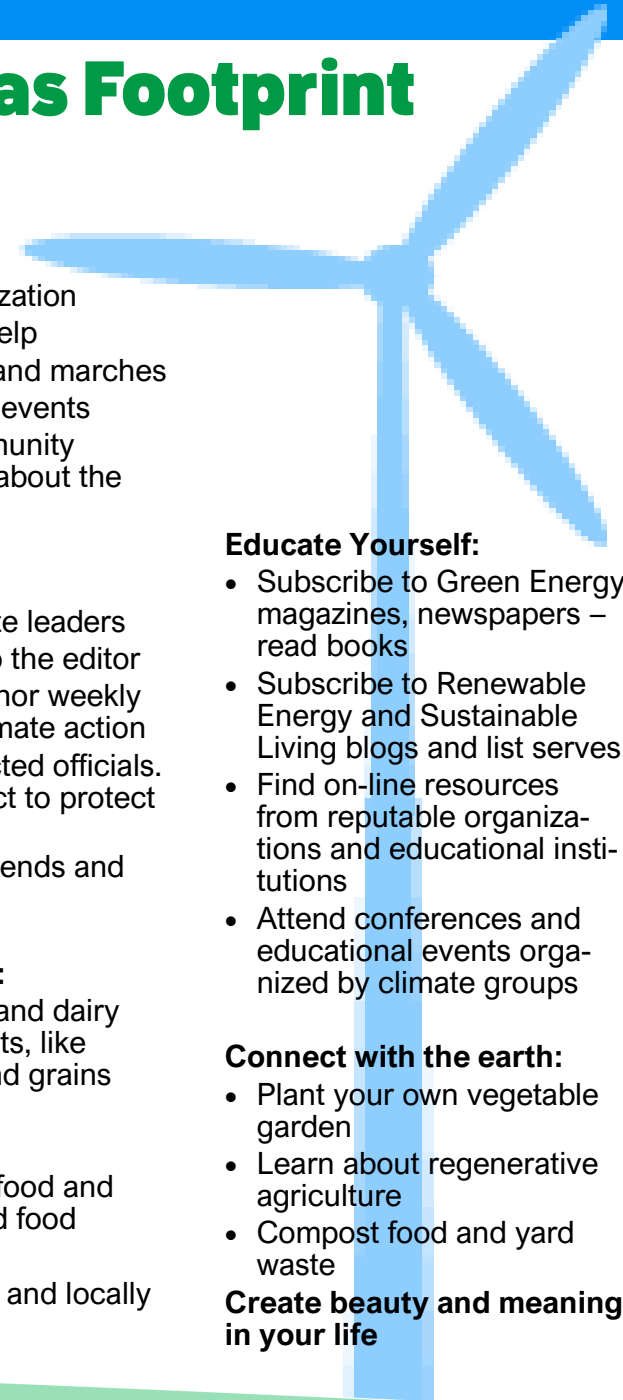 as Footprint
ization
elp
and marches
events
munity
about the
te leaders
o the editor
nor weekly
mate action
cted officials.
ct to protect
ends and
:
and dairy
ts, like
nd grains
food and
d food
and locally
Educate Yourself:
• Subscribe to Green Energy
magazines, newspapers –
read books
• Subscribe to Renewable
Energy and Sustainable
Living blogs and list serves
• Find on-line resources
from reputable organiza-
tions and educational insti-
tutions
• Attend conferences and
educational events orga-
nized by climate groups
Connect with the earth:
• Plant your own vegetable
garden
• Learn about regenerative
agriculture
• Compost food and yard
waste
Create beauty and meaning
in your life